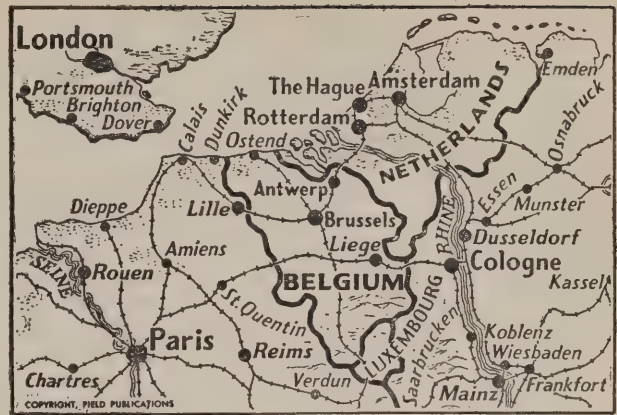 London
Portsmouth
Brighton
Dover
Calais
Dunkirk
Ostend
The Hague
Amsterdam
Rotterdam
NETHERLANDS
Emden
Osnabruck
Antwerp
Essen
Munster
Dieppe
Lille
Brussels
RHINE
Dusseldorf
SEINE
Rouen
Amiens
Liege
Cologne
BELGIUM
Kassel
St. Quentin
LUXEMBOURG
Saarbrucken
Koblenz
Wiesbaden
Paris
Reims
Chartres
Verdun
Mainz
Frankfort
COPYRIGHT, FIELD PUBLICATIONS